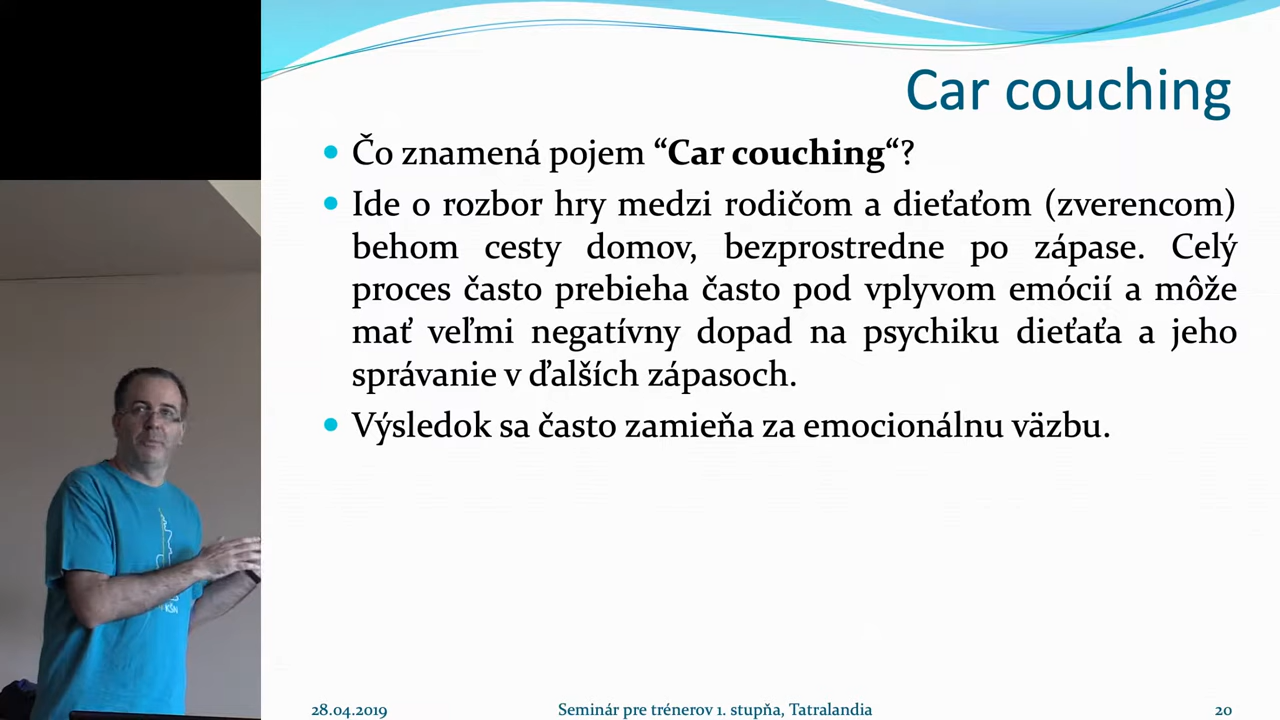 Car couching
Čo znamená pojem “Car couching“?
Ide o rozbor hry medzi rodičom a dieťaťom (zverencom)
behom cesty domov, bezprostredne po zápase. Celý
proces často prebieha často pod vplyvom emócií a môže
mať veľmi negatívny dopad na psychiku dieťaťa a jeho
správanie v ďalších zápasoch.
Výsledok sa často zamieňa za emocionálnu väzbu.
KŠN
28.04.2019
Seminár pre trénerov 1. stupňa, Tatralandia
20